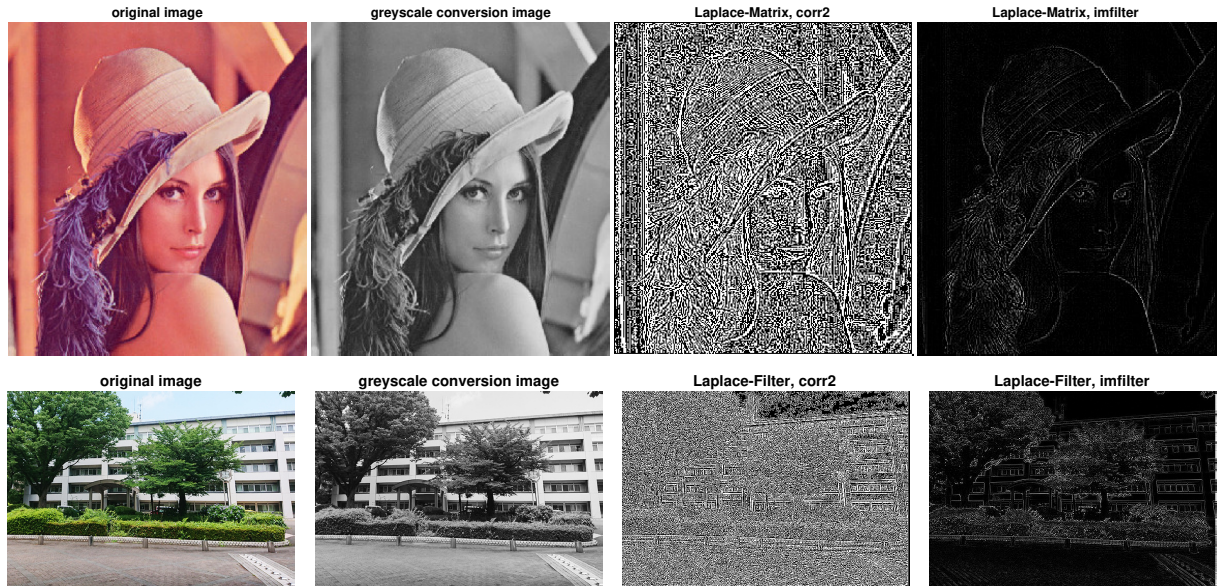 original image
greyscale conversion image
Laplace-Matrix, corr2
Laplace-Matrix, imfilter
original image
greyscale conversion image
Laplace-Filter, corr2
Laplace-Filter, imfilter